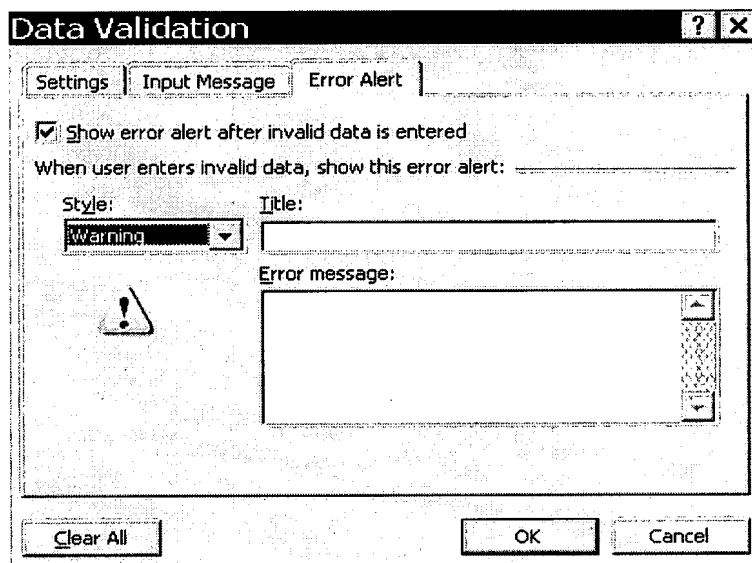 Data Validation ? X
Settings Input Message Error Alert
Show error alert after invalid data is entered
When user enters invalid data, show this error alert:
Style: Title:
Warning
Error message:
!
Clear All OK Cancel